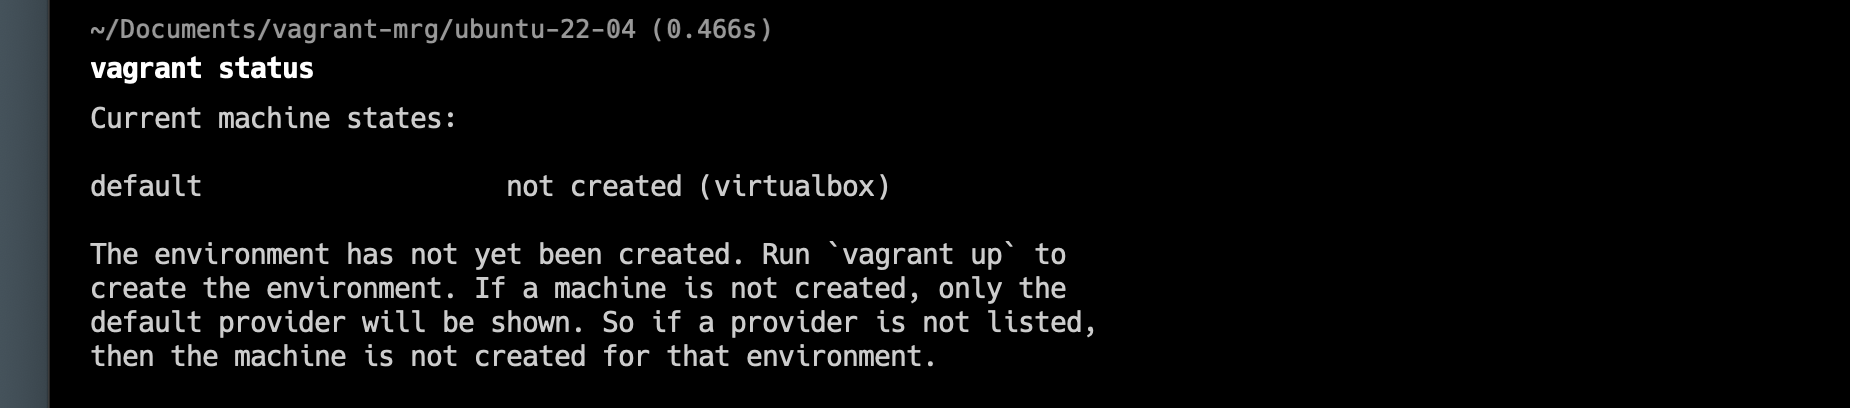 ~/Documents/vagrant-mrg/ubuntu-22-04 (0.466s)
vagrant status
Current machine states:
default                   not created (virtualbox)
The environment has not yet been created. Run `vagrant up` to
create the environment. If a machine is not created, only the
default provider will be shown. So if a provider is not listed,
then the machine is not created for that environment.